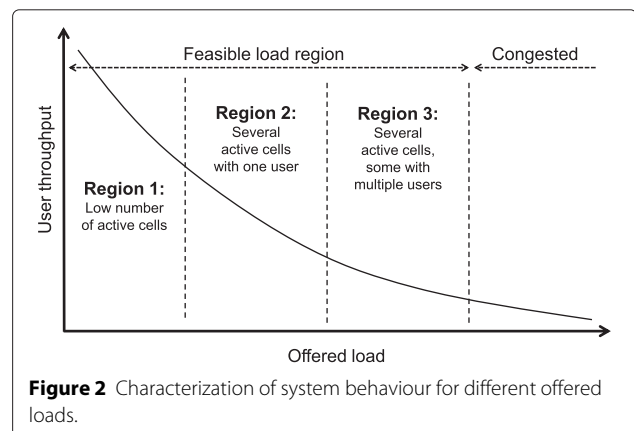 Feasible load region
Congested
User throughput
Region 1:
Low number
of active cells
Region 2:
Several
active cells
with one user
Region 3:
Several
active cells,
some with
multiple users
Offered load
Figure 2 Characterization of system behaviour for different offered
loads.